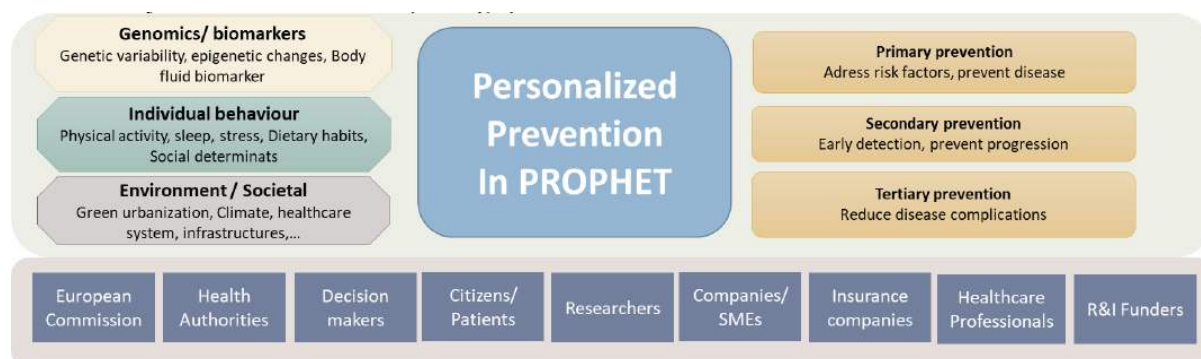 Genomics/ biomarkers
Genetic variability, epigenetic changes, Body
fluid biomarker
Individual behaviour
Physical activity, sleep, stress, Dietary habits,
Social determinats
Environment / Societal
Green urbanization, Climate, healthcare
system, infrastructures,...
Personalized
Prevention
In PROPHET
Primary prevention
Adress risk factors, prevent disease
Secondary prevention
Early detection, prevent progression
Tertiary prevention
Reduce disease complications
European
Commission
Health
Authorities
Decision
makers
Citizens/
Patients
Researchers
Companies/
SMEs
Insurance
companies
Healthcare
Professionals
R&I Funders